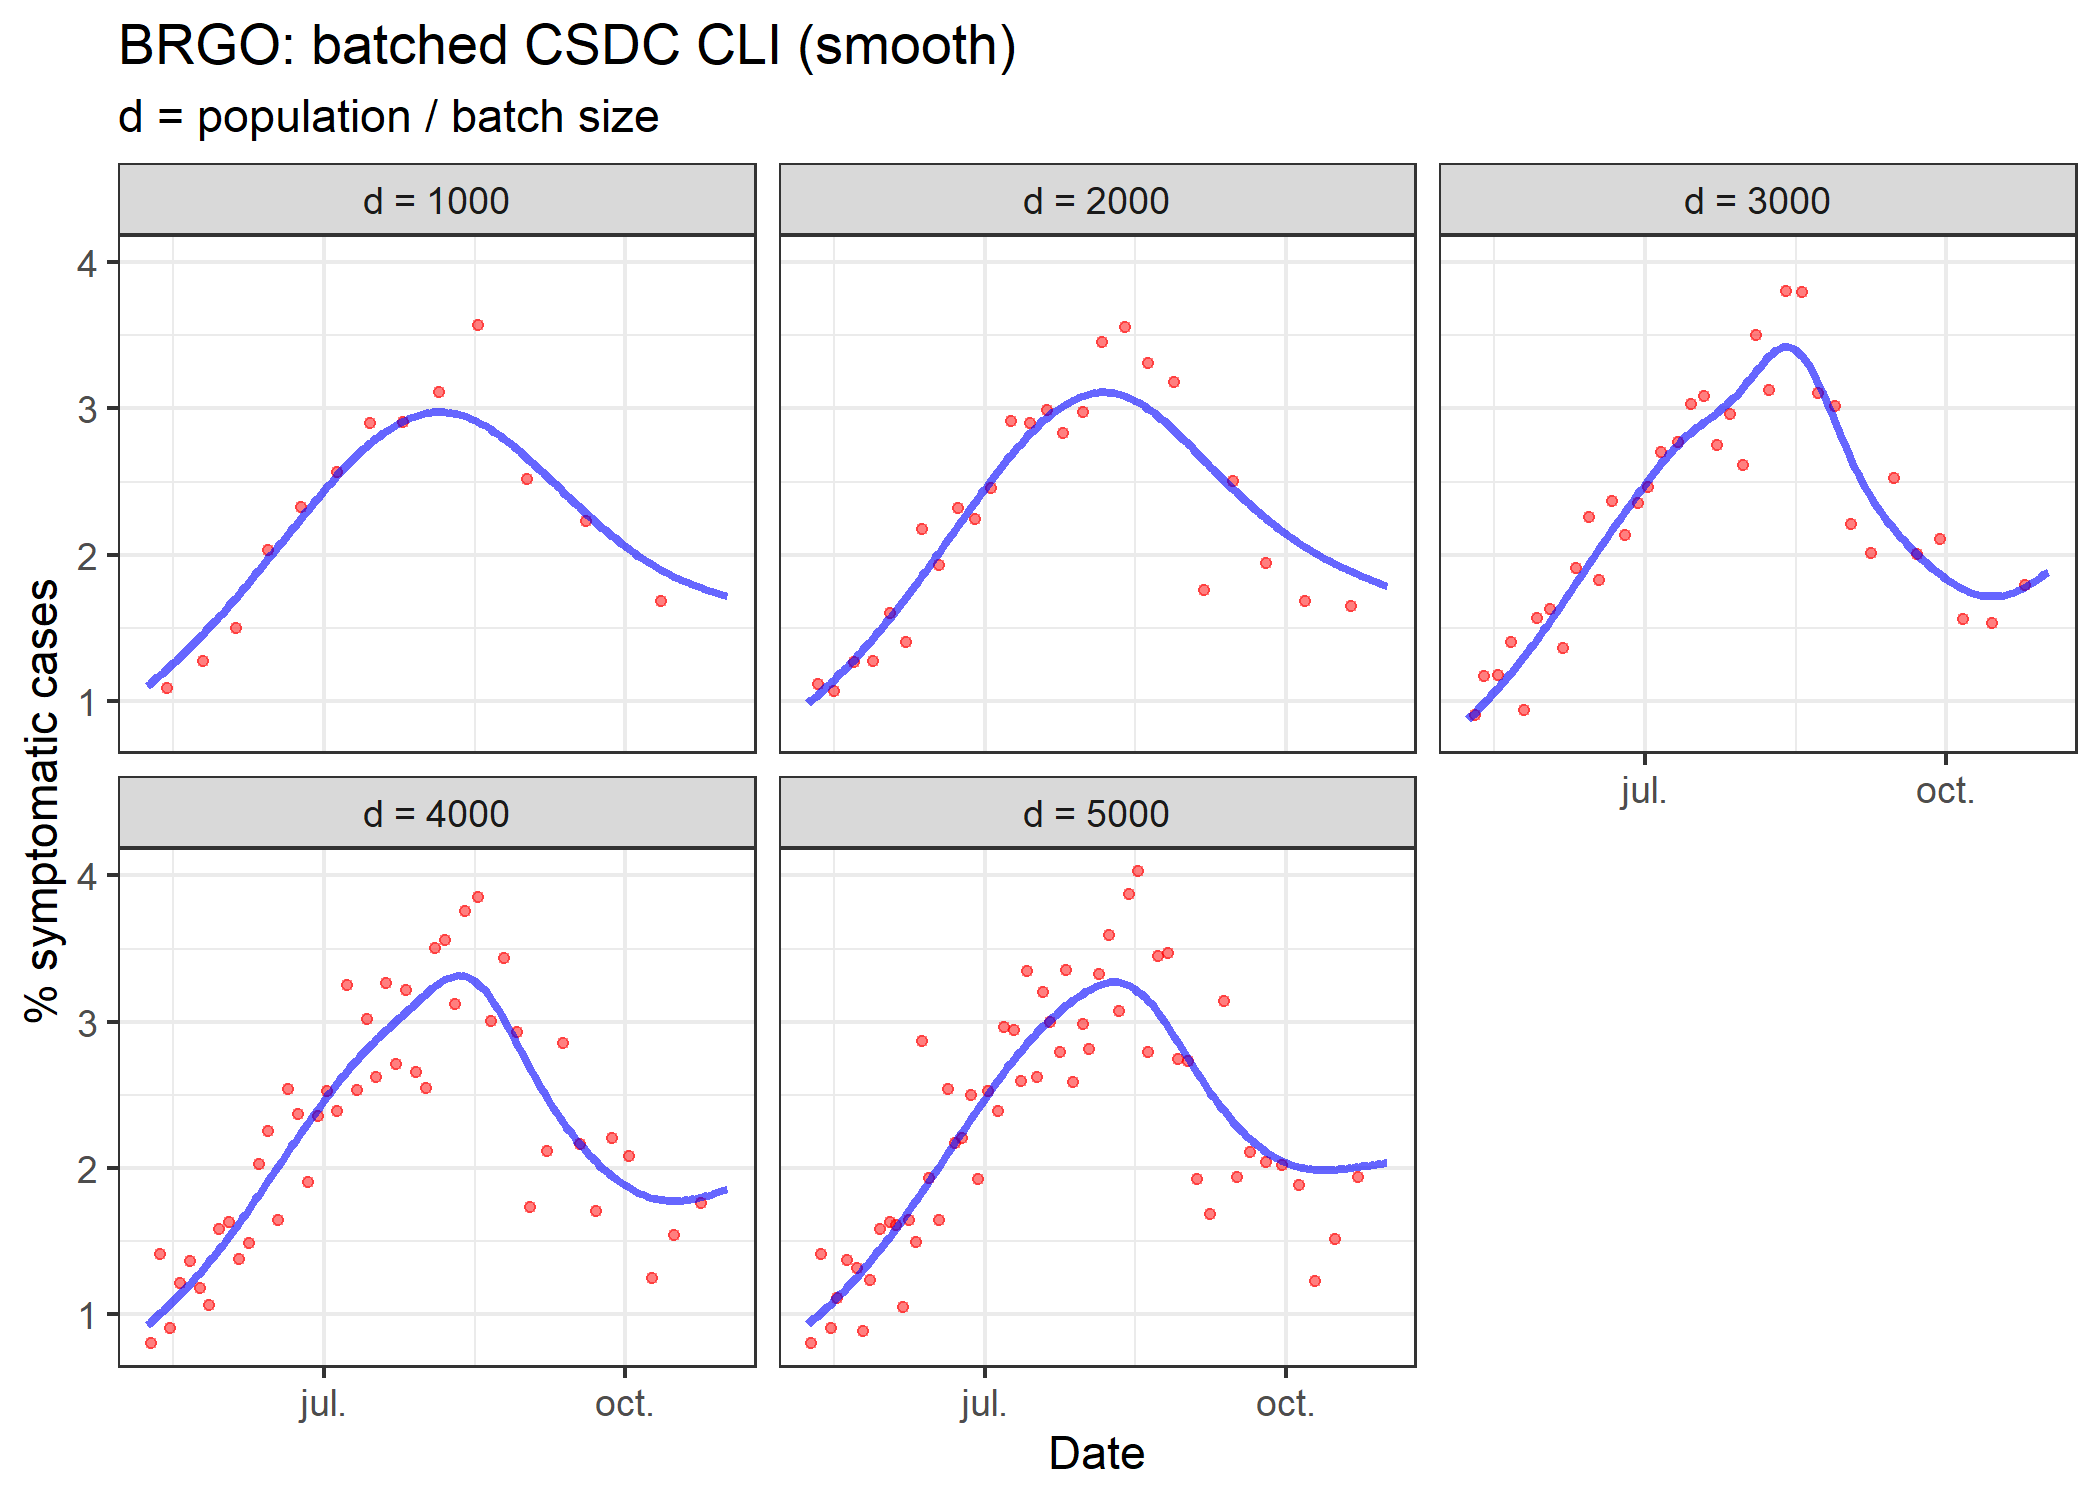 BRGO: batched CSDC CLI (smooth)
d = population / batch size
d = 1000
d = 2000
d = 3000
4
3
2
1
jul.
oct.
d = 4000
d = 5000
4
3
2
1
jul.
oct.
jul.
oct.
% symptomatic cases
Date